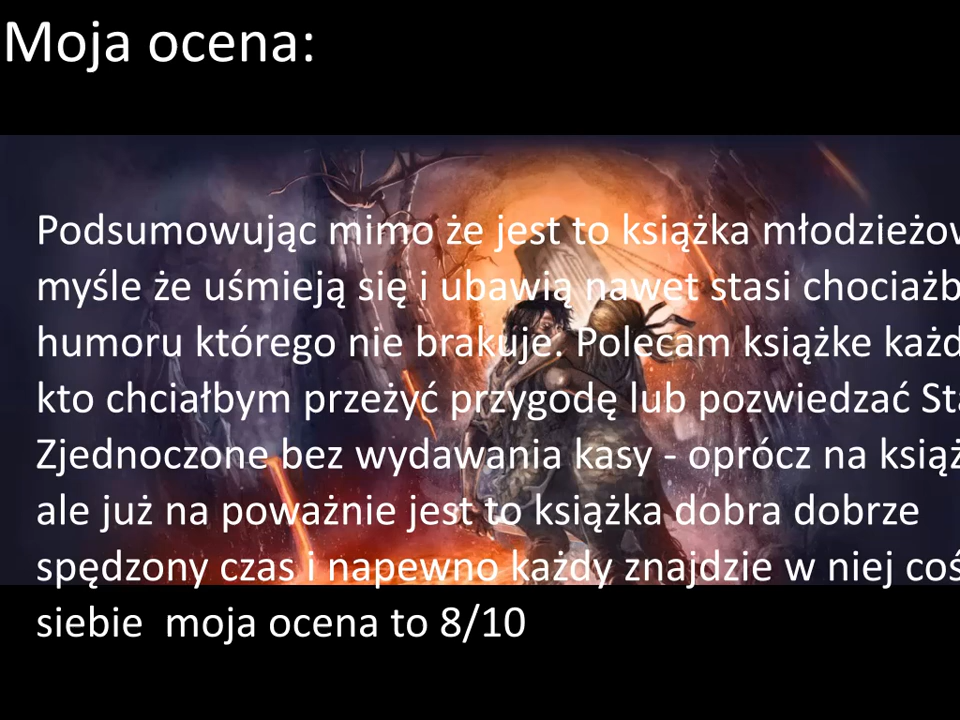 Moja ocena:
Podsumowując mimo że jest to książka młodzieżow
myśle że uśmieją się i ubawią nawet stasi chociażb
humoru którego nie brakuje. Polecam książke każd
kto chciałbym przeżyć przygodę lub pozwiedzać Sta
Zjednoczone bez wydawania kasy - oprócz na książ
ale już na poważnie jest to książka dobra dobrze
spędzony czas i napewno każdy znajdzie w niej coś
siebie  moja ocena to 8/10